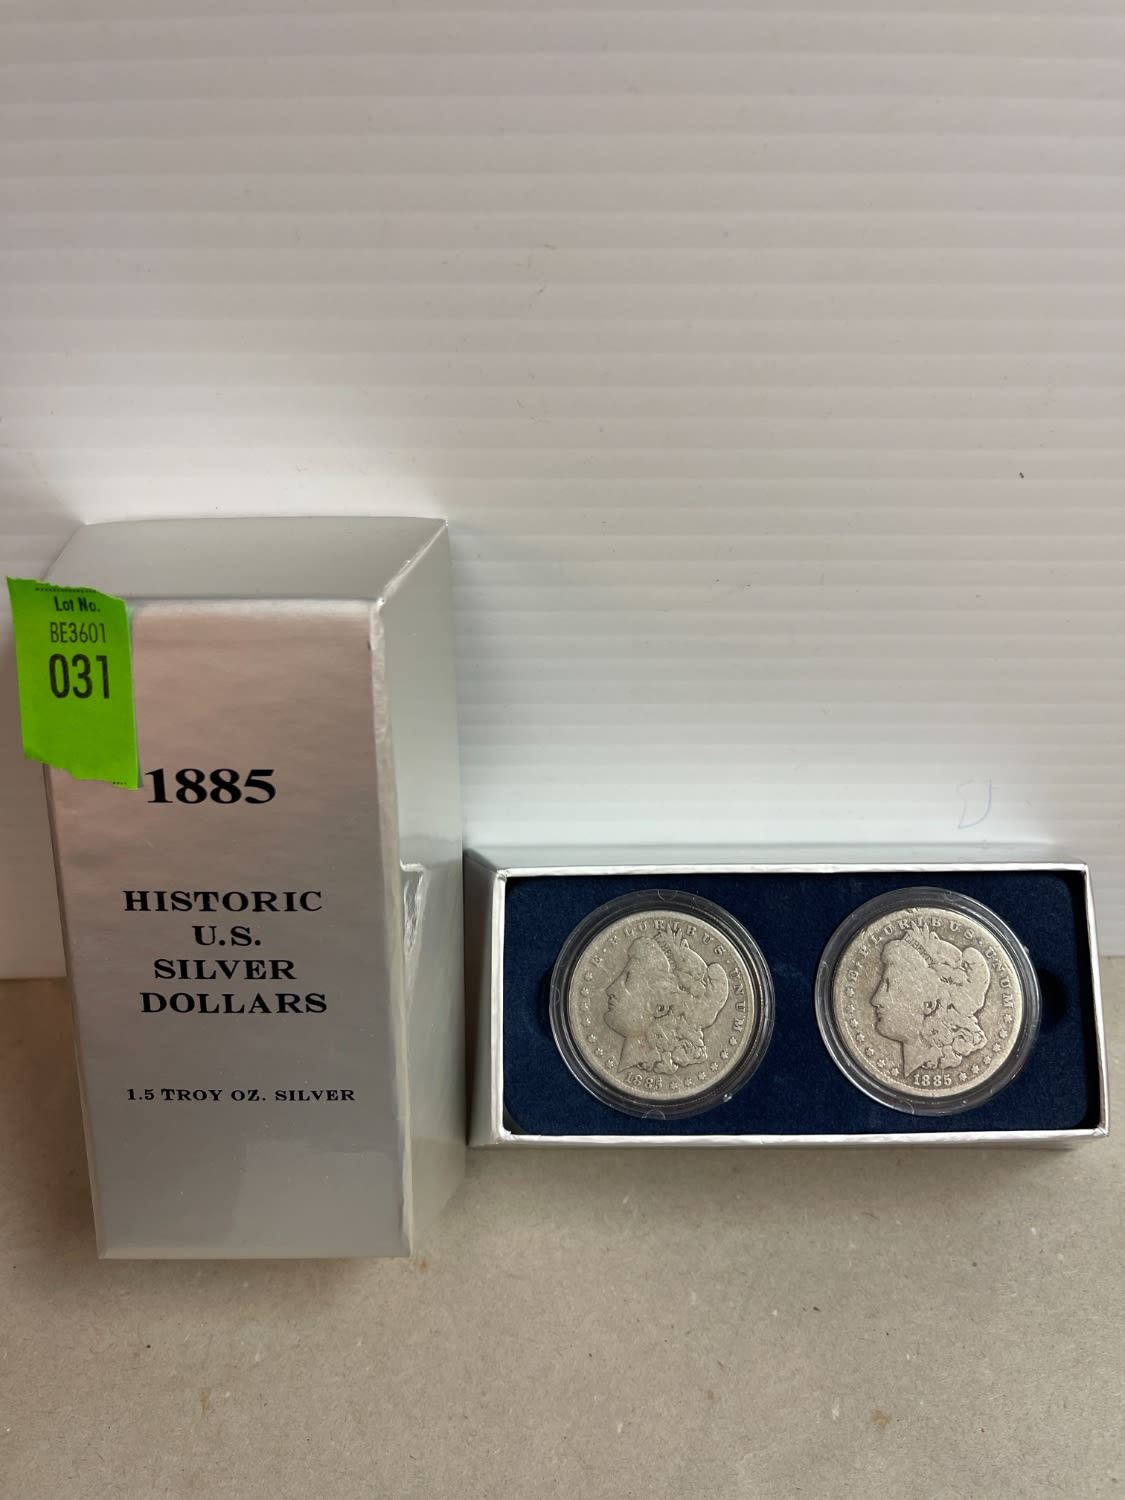 Lot No.
BE3601
031
1885
HISTORIC
U.S.
SILVER
DOLLARS
1.5 TROY OZ. SILVER
E · PLURIBUS · UNUM
1885
E · PLURIBUS · UNUM
1885